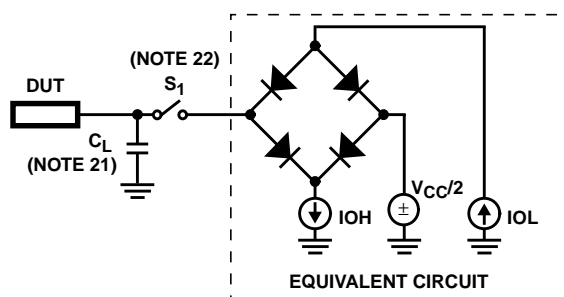 (NOTE 22)
S1
DUT
CL
(NOTE 21)
VCC/2
±
IOH
IOL
EQUIVALENT CIRCUIT